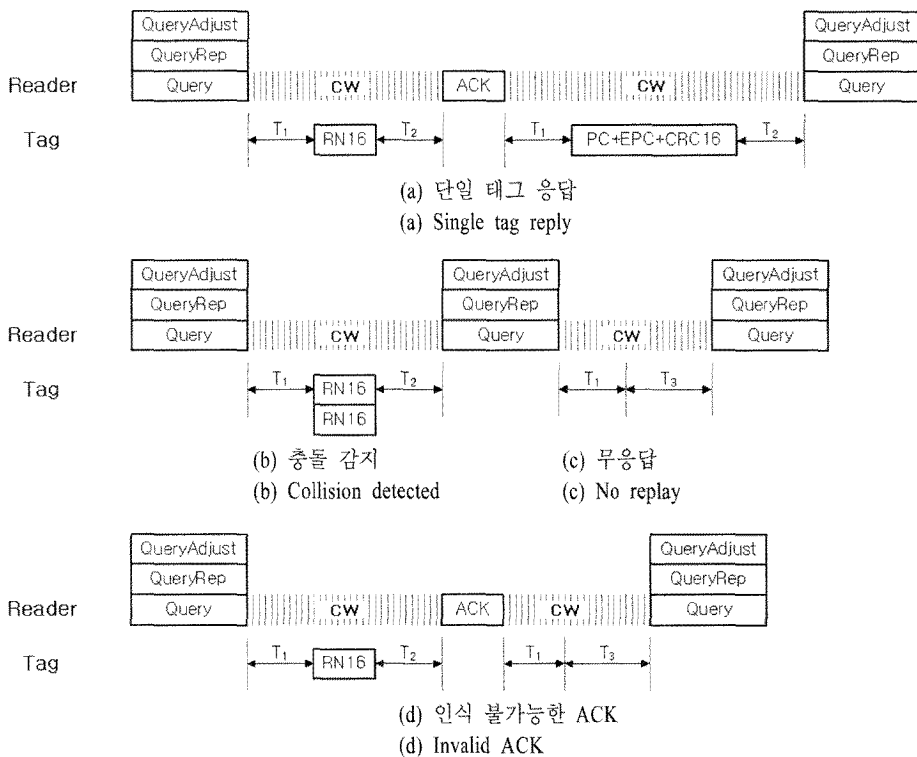 QueryAdjust QueryAdjust
QueryRep QueryRep
Reader Query CW ACK CW Query
Tag T₁ RN16 T₂ T₁ PC+EPC+CRC16 T₂
(a) 단일 태그 응답
(a) Single tag reply
QueryAdjust QueryAdjust QueryAdjust
QueryRep QueryRep QueryRep
Reader Query CW Query CW Query
Tag T₁ RN16 T₂ T₁ T₃
RN16
(b) 충돌 감지 (c) 무응답
(b) Collision detected (c) No replay
QueryAdjust QueryAdjust
QueryRep QueryRep
Reader Query CW ACK CW Query
Tag T₁ RN16 T₂ T₁ T₃
(d) 인식 불가능한 ACK
(d) Invalid ACK